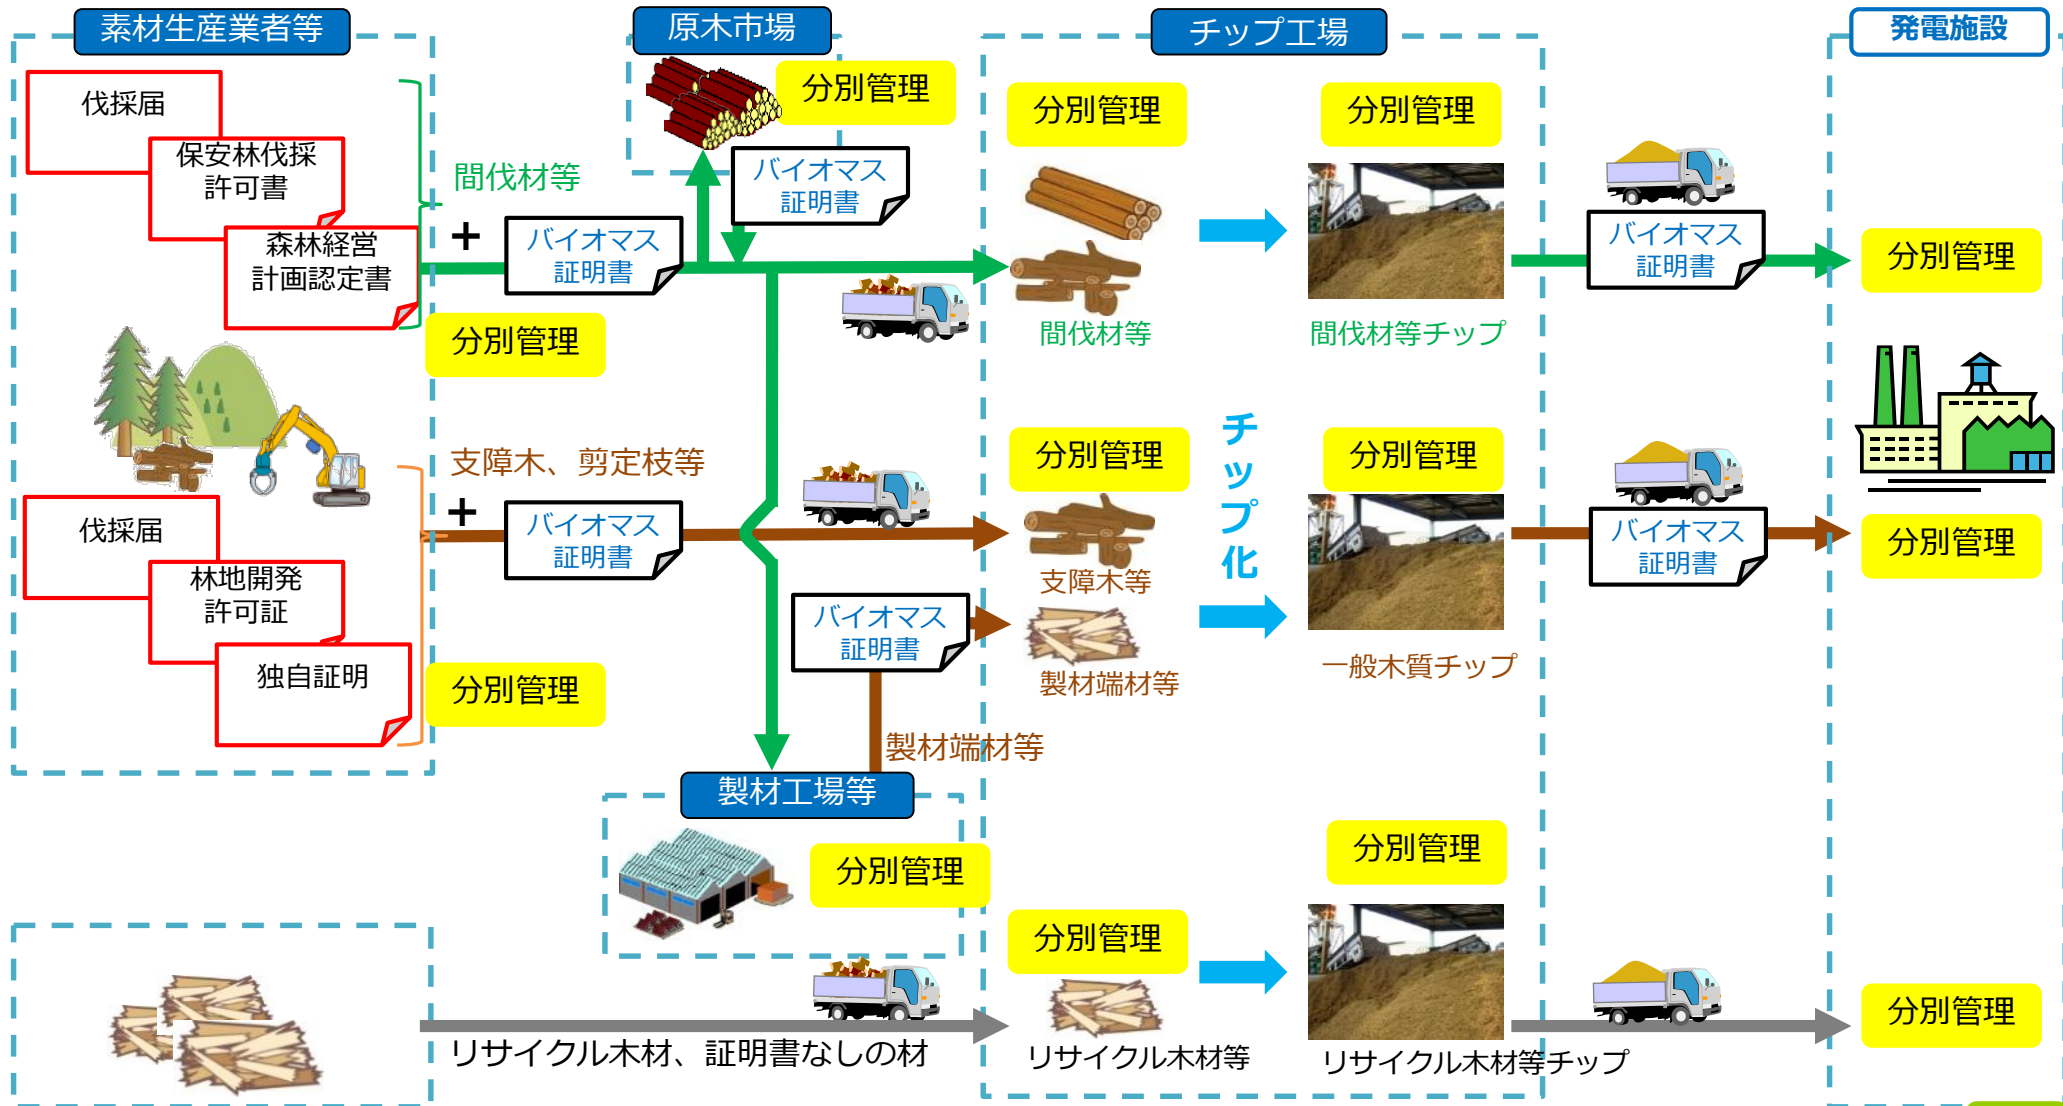 素材生産業者等
原木市場
チップ工場
発電施設
伐採届
保安林伐採
許可書
森林経営
計画認定書
間伐材等
+
バイオマス
証明書
分別管理
分別管理
バイオマス
証明書
分別管理
間伐材等
分別管理
間伐材等チップ
バイオマス
証明書
分別管理
伐採届
林地開発
許可証
独自証明
支障木、剪定枝等
+
バイオマス
証明書
分別管理
分別管理
支障木等
チップ化
分別管理
バイオマス
証明書
製材端材等
一般木質チップ
バイオマス
証明書
分別管理
製材端材等
製材工場等
分別管理
分別管理
分別管理
リサイクル木材、証明書なしの材
リサイクル木材等
リサイクル木材等チップ
分別管理